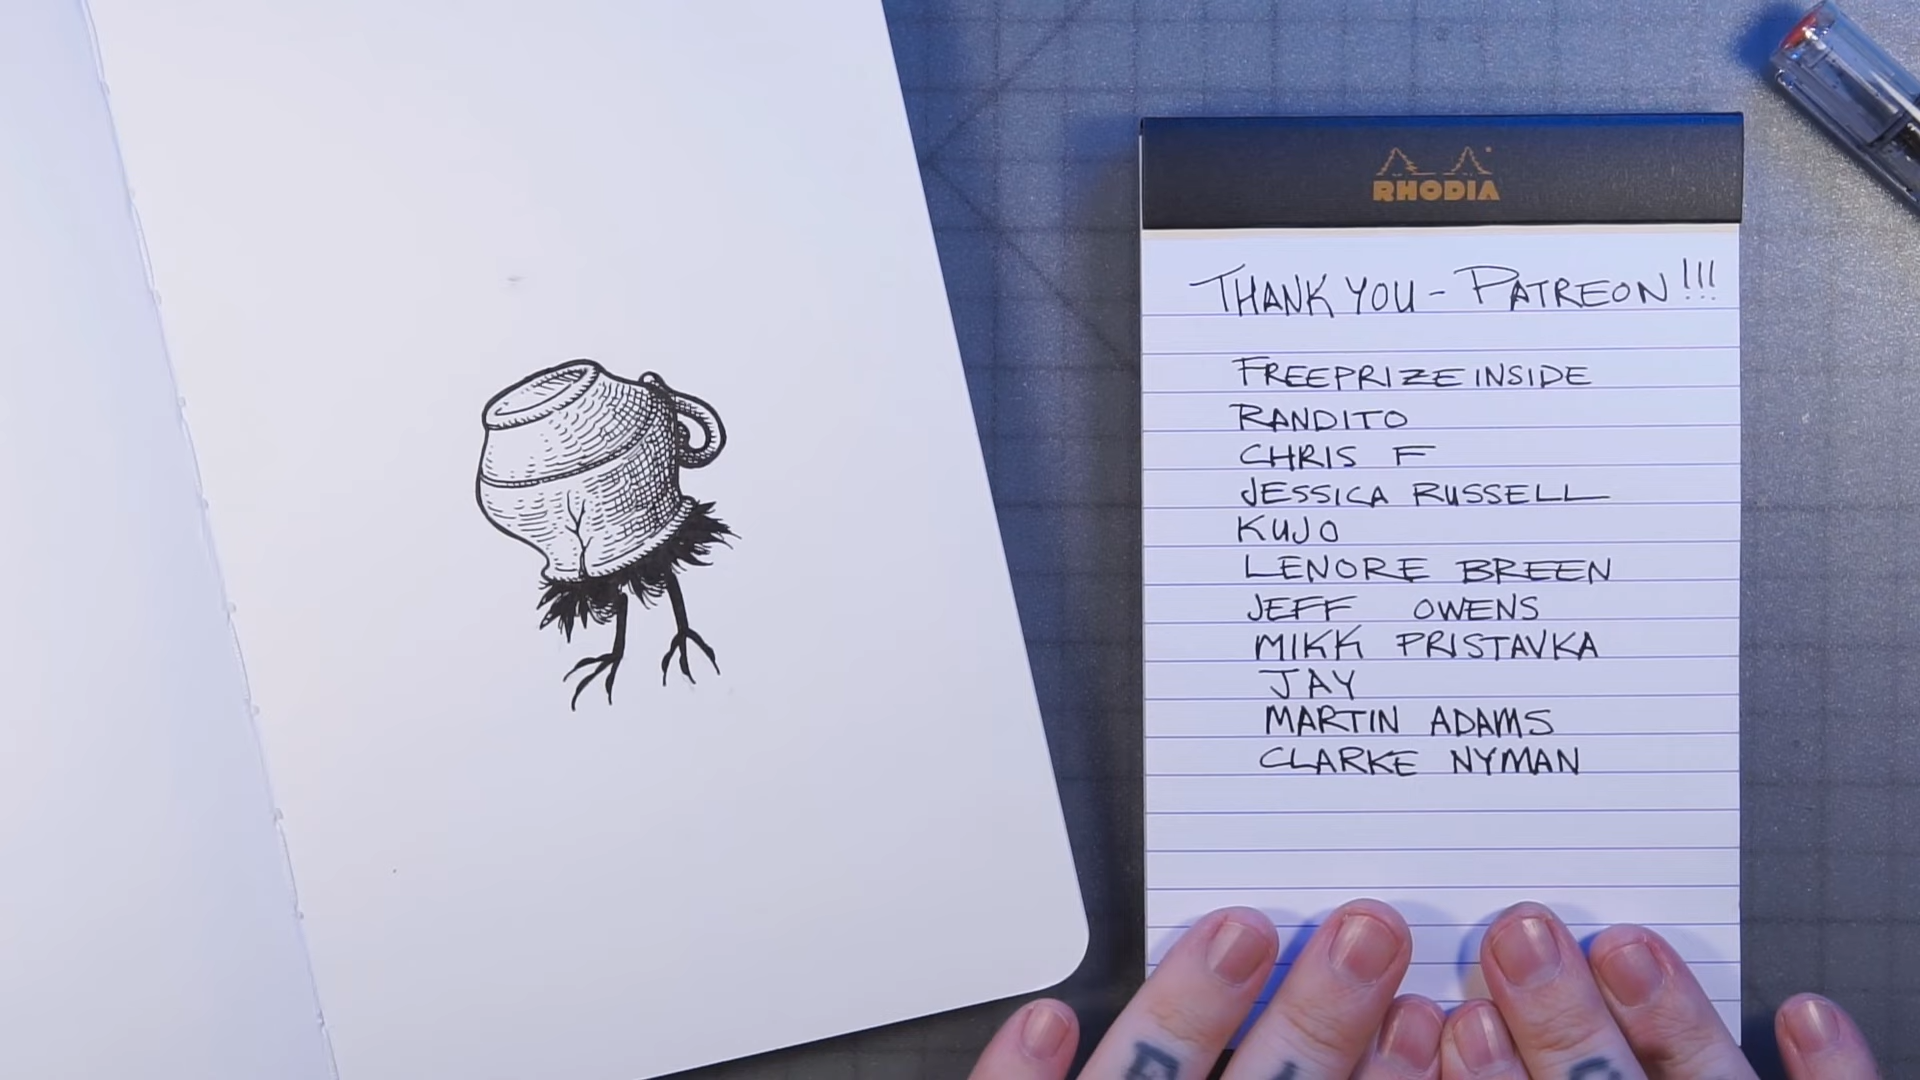 RHODIA
THANK YOU - PATREON!!!
FREEPRIZEINSIDE
RANDITO
CHRIS F
JESSICA RUSSELL
KUJO
LENORE BREEN
JEFF OWENS
MIKK PRISTAVKA
JAY
MARTIN ADAMS
CLARKE NYMAN